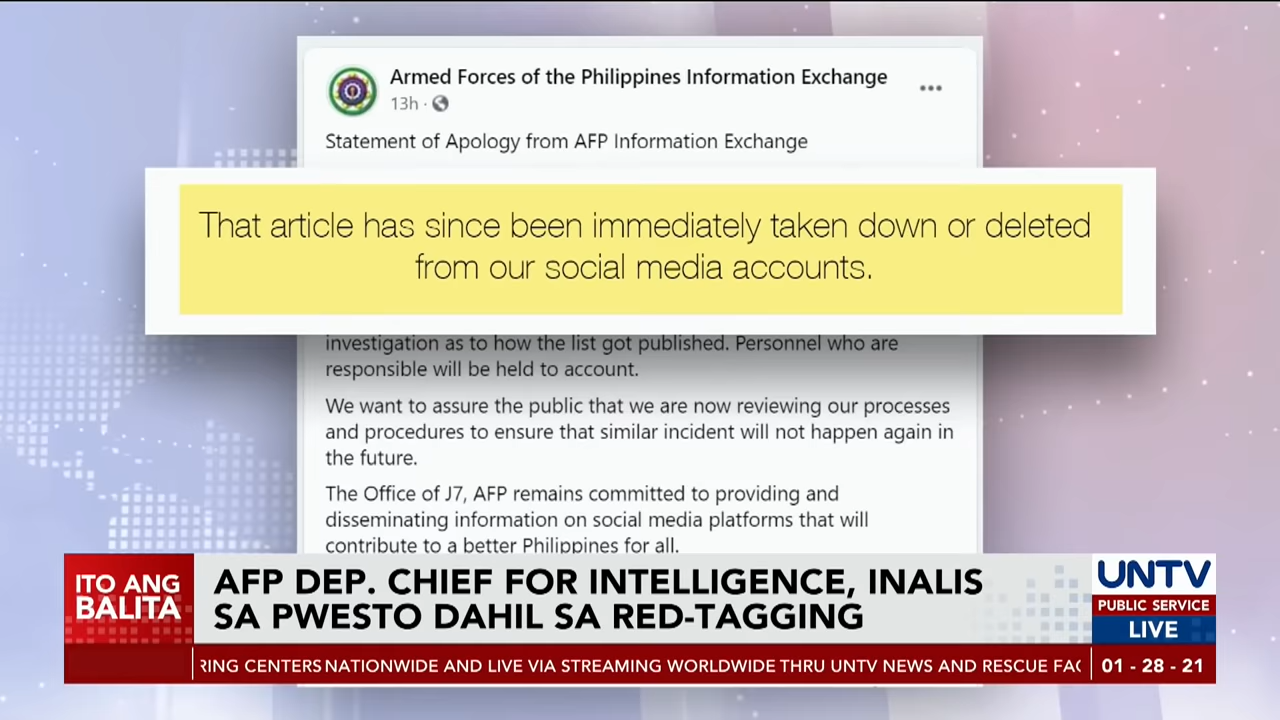 Armed Forces of the Philippines Information Exchange
13h ·
Statement of Apology from AFP Information Exchange
That article has since been immediately taken down or deleted
from our social media accounts.
investigation as to how the list got published. Personnel who are
responsible will be held to account.
We want to assure the public that we are now reviewing our processes
and procedures to ensure that similar incident will not happen again in
the future.
The Office of J7, AFP remains committed to providing and
disseminating information on social media platforms that will
contribute to a better Philippines for all.
ITO ANG
BALITA
AFP DEP. CHIEF FOR INTELLIGENCE, INALIS
SA PWESTO DAHIL SA RED-TAGGING
UNTV
PUBLIC SERVICE
LIVE
RING CENTERS NATIONWIDE AND LIVE VIA STREAMING WORLDWIDE THRU UNTV NEWS AND RESCUE FAC
01 - 28 - 21